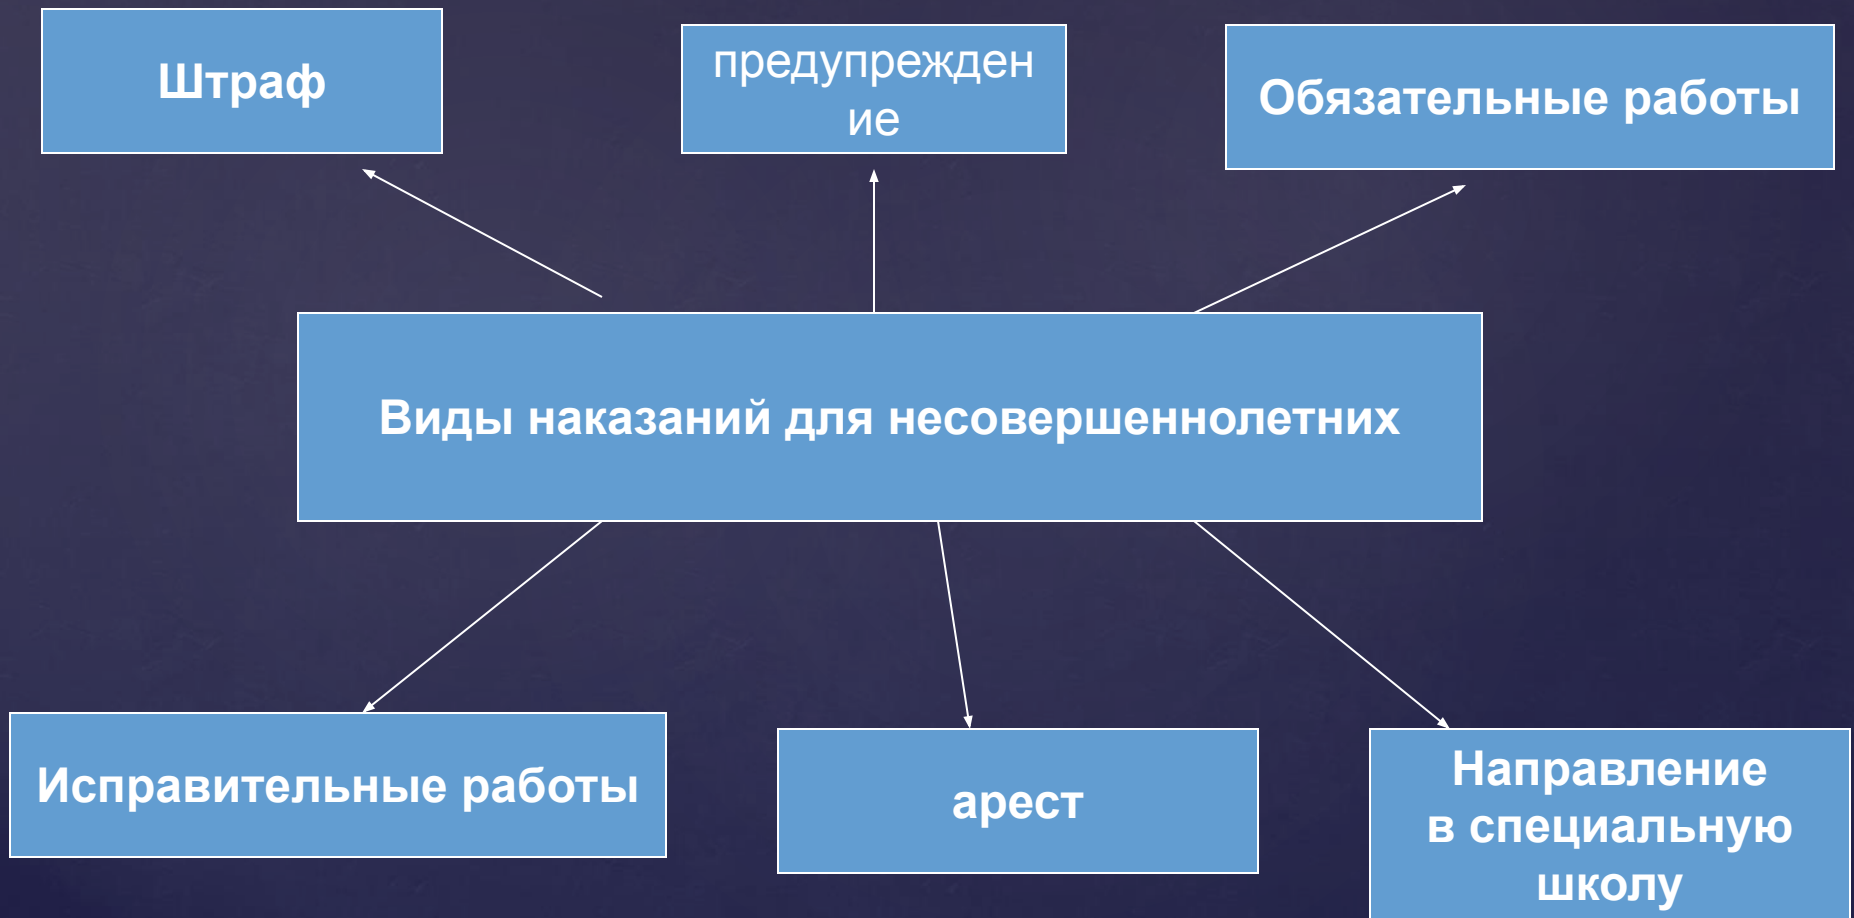 Штраф
предупрежден
ие
Обязательные работы
Виды наказаний для несовершеннолетних
Исправительные работы
арест
Направление
в специальную
школу